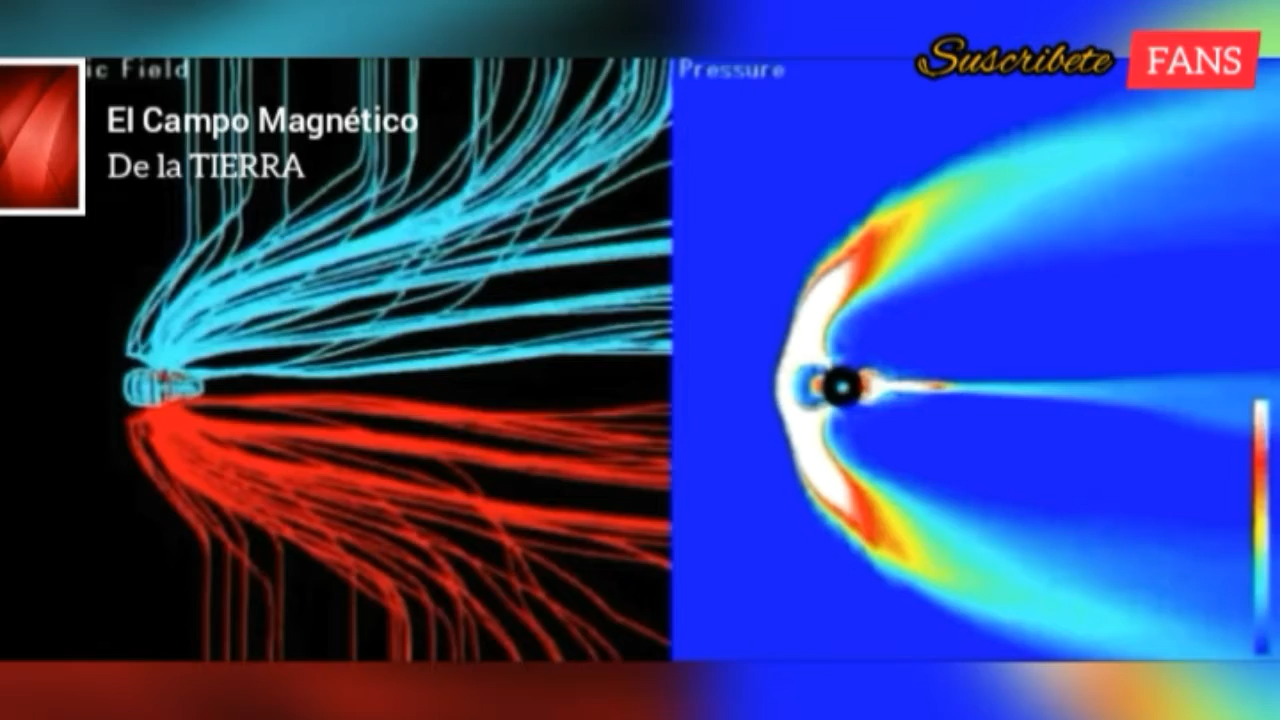 ic Field
Pressure
Suscribete
FANS
El Campo Magnético
De la TIERRA